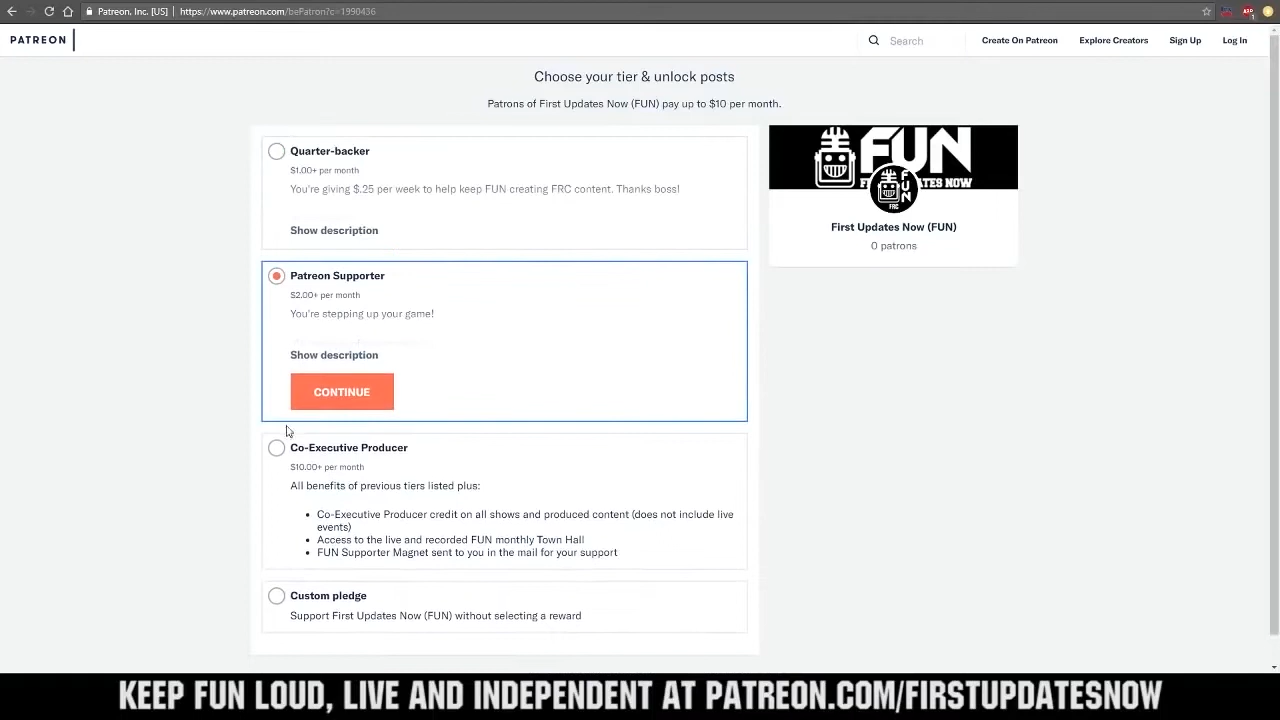 Patreon, Inc. [US] | https://www.patreon.com/bePatron?c=1990436
PATREON
Search
Create On Patreon
Explore Creators
Sign Up
Log In
Choose your tier & unlock posts
Patrons of First Updates Now (FUN) pay up to $10 per month.
Quarter-backer
$1.00+ per month
You're giving $.25 per week to help keep FUN creating FRC content. Thanks boss!
Show description
Patreon Supporter
$2.00+ per month
You're stepping up your game!
Show description
CONTINUE
Co-Executive Producer
$10.00+ per month
All benefits of previous tiers listed plus:
• Co-Executive Producer credit on all shows and produced content (does not include live
events)
• Access to the live and recorded FUN monthly Town Hall
• FUN Supporter Magnet sent to you in the mail for your support
Custom pledge
Support First Updates Now (FUN) without selecting a reward
FUN
TES NOW
FUN
FRC
First Updates Now (FUN)
0 patrons
KEEP FUN LOUD, LIVE AND INDEPENDENT AT PATREON.COM/FIRSTUPDATESNOW